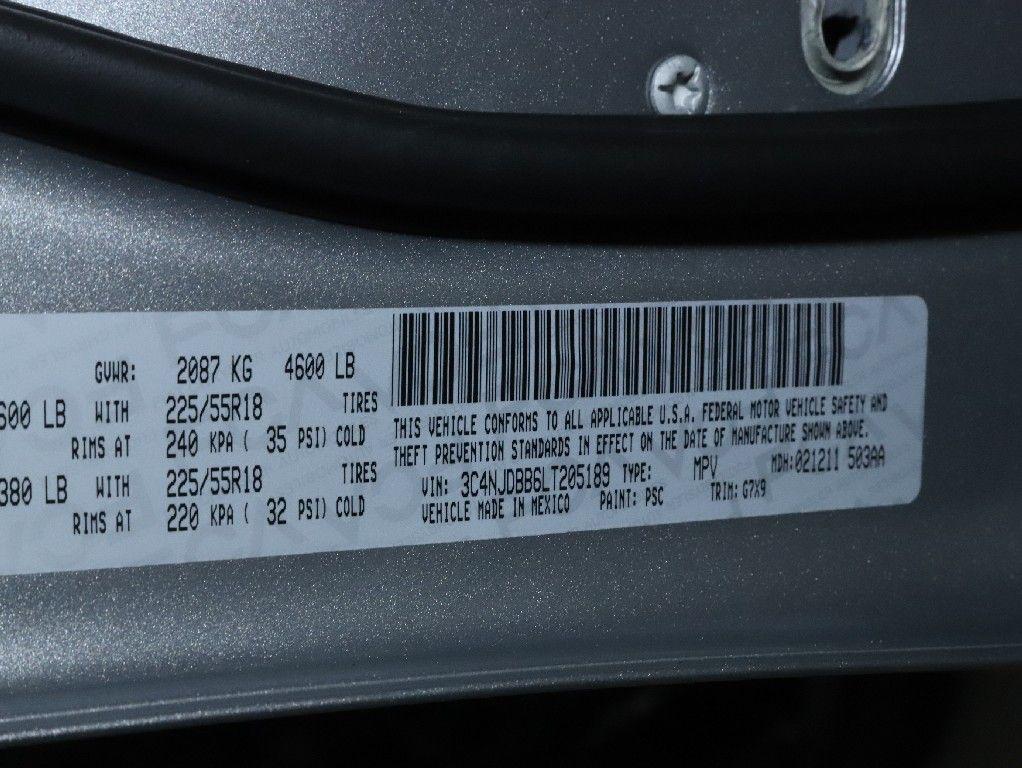 GVWR: 2087 KG 4600 LB
600 LB WITH 225/55R18 TIRES
RIMS AT 240 KPA ( 35 PSI) COLD
380 LB WITH 225/55R18 TIRES
RIMS AT 220 KPA ( 32 PSI) COLD
THIS VEHICLE CONFORMS TO ALL APPLICABLE U.S.A. FEDERAL MOTOR VEHICLE SAFETY AND
THEFT PREVENTION STANDARDS IN EFFECT ON THE DATE OF MANUFACTURE SHOWN ABOVE.
VIN: 3C4NJDBB6LT205189 TYPE: MPV MDH:021211 503AA
VEHICLE MADE IN MEXICO PAINT: PSC TRIM: G7X9